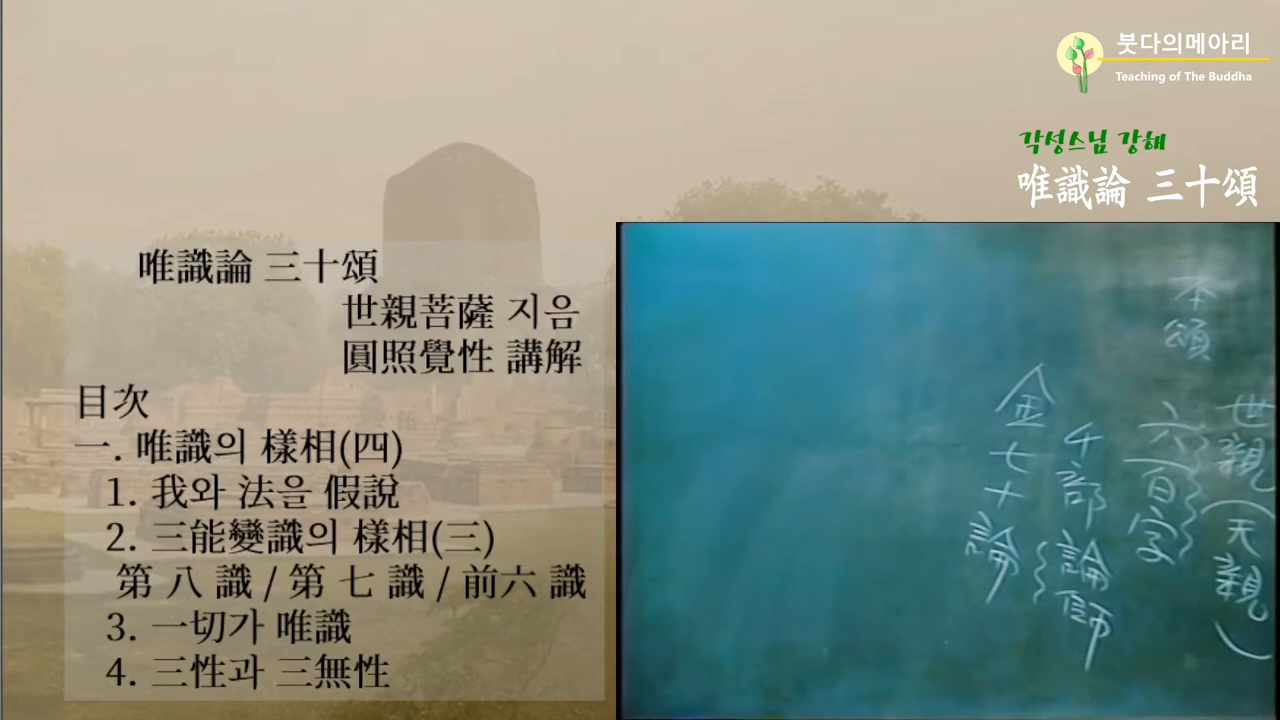 붓다의메아리
Teaching of The Buddha
각성스님 강해
唯識論 三十頌
唯識論 三十頌
世親菩薩 지음
圓照覺性 講解
目次
一. 唯識의 樣相(四)
1. 我와 法을 假說
2. 三能變識의 樣相(三)
第 八 識 / 第 七 識 / 前六 識
3. 一切가 唯識
4. 三性과 三無性
世親(天親)
本頌
六百字
千部論師
金七十論